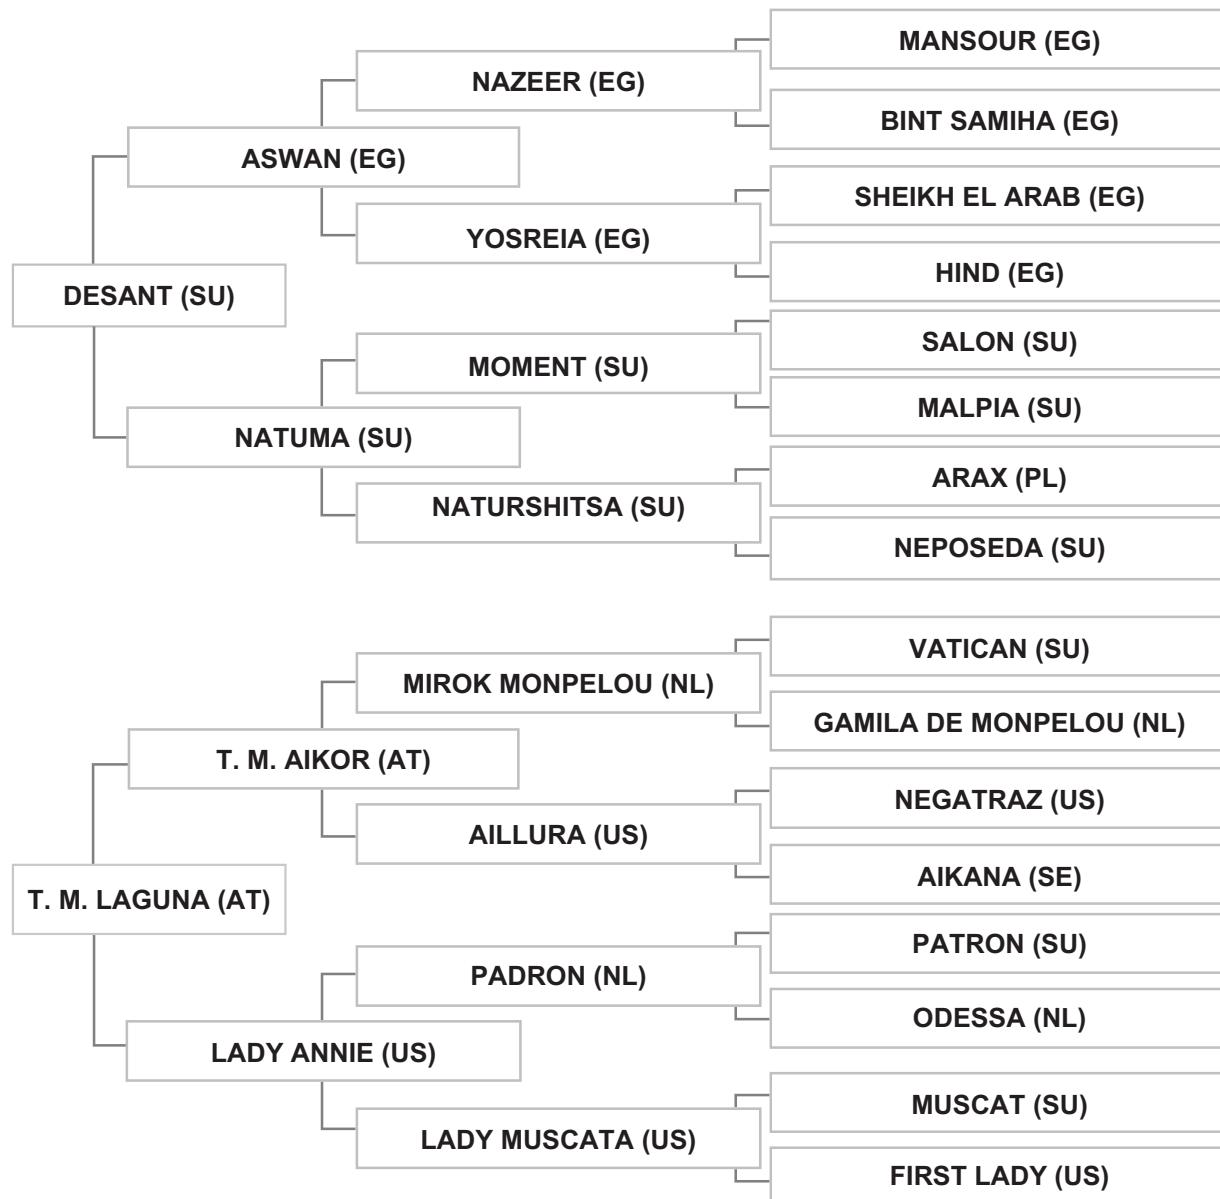 MANSOUR (EG)
NAZEER (EG)
BINT SAMIHA (EG)
ASWAN (EG)
SHEIKH EL ARAB (EG)
YOSREIA (EG)
HIND (EG)
DESANT (SU)
SALON (SU)
MOMENT (SU)
MALPIA (SU)
NATUMA (SU)
ARAX (PL)
NATURSHITSA (SU)
NEPOSEDA (SU)
VATICAN (SU)
MIROK MONPELOU (NL)
GAMILA DE MONPELOU (NL)
T. M. AIKOR (AT)
NEGATRAZ (US)
AILLURA (US)
AIKANA (SE)
T. M. LAGUNA (AT)
PATRON (SU)
PADRON (NL)
ODESSA (NL)
LADY ANNIE (US)
MUSCAT (SU)
LADY MUSCATA (US)
FIRST LADY (US)